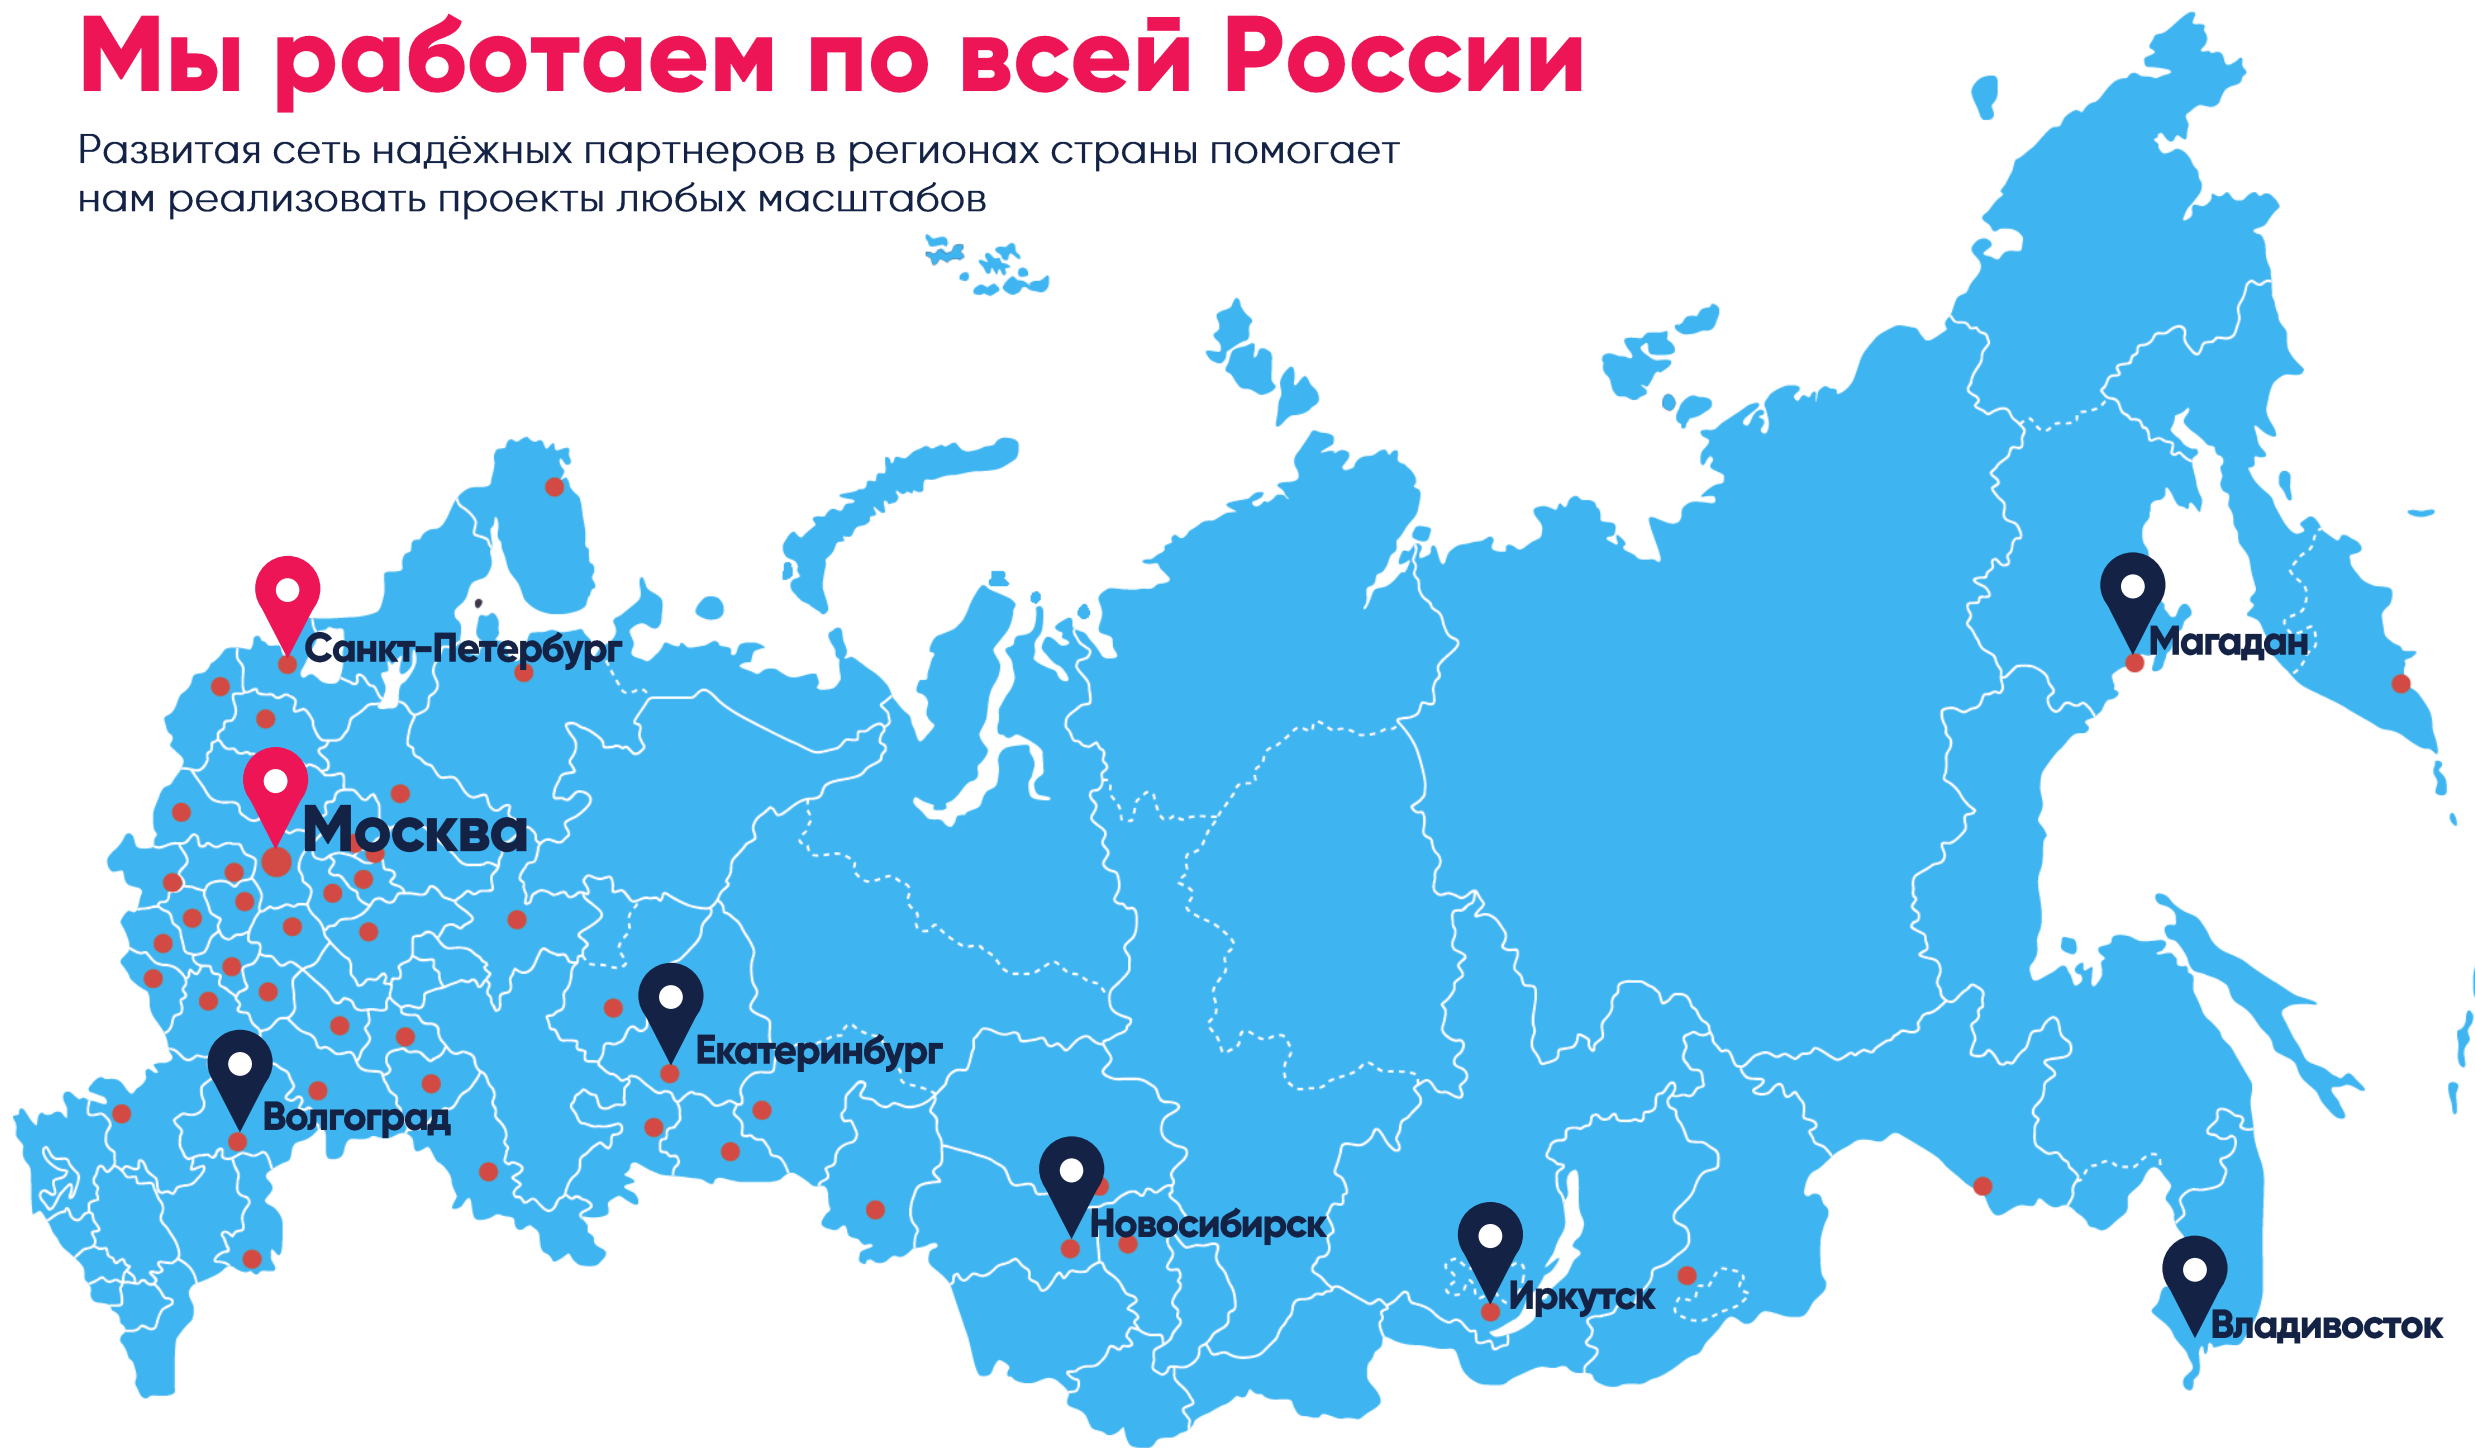 Мы работаем по всей России
Развитая сеть надёжных партнеров в регионах страны помогает
нам реализовать проекты любых масштабов
Санкт-Петербург
Магадан
Москва
Екатеринбург
Волгоград
Новосибирск
Иркутск
Владивосток